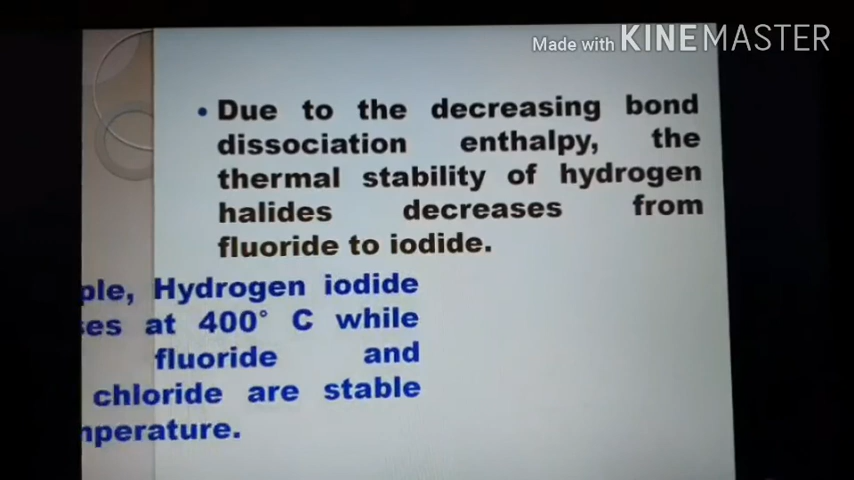 Made with KINEMASTER
• Due to the decreasing bond
dissociation enthalpy, the
thermal stability of hydrogen
halides decreases from
fluoride to iodide.
ple, Hydrogen iodide
es at 400° C while
fluoride and
chloride are stable
mperature.